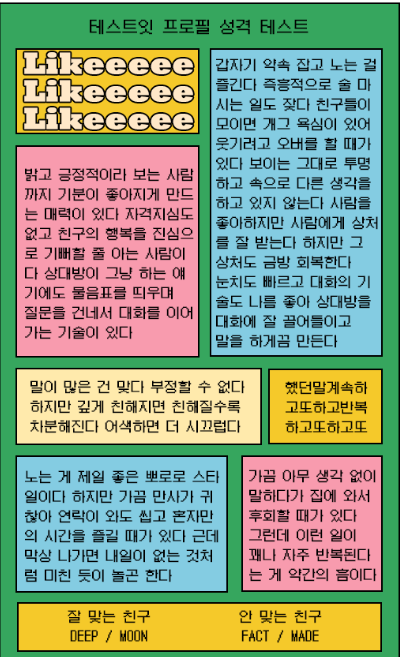 테스트잇 프로필 성격 테스트
Likeeeee
Likeeeee
Likeeeee
밝고 긍정적이라 보는 사람
까지 기분이 좋아지게 만드
는 매력이 있다 자격지심도
없고 친구의 행복을 진심으
로 기뻐할 줄 아는 사람이
다 상대방이 그냥 하는 얘
기에도 물음표를 띄우며
질문을 건네서 대화를 이어
가는 기술이 있다
갑자기 약속 잡고 노는 걸
즐긴다 즉흥적으로 술 마
시는 일도 잦다 친구들이
모이면 개그 욕심이 있어
웃기려고 오버를 할 때가
있다 보이는 그대로 투명
하고 속으로 다른 생각을
하고 있지 않는다 사람을
좋아하지만 사람에게 상처
를 잘 받는다 하지만 그
상처도 금방 회복한다
눈치도 빠르고 대화의 기
술도 나름 좋아 상대방을
대화에 잘 끌어들이고
말을 하게끔 만든다
말이 많은 건 맞다 부정할 수 없다
하지만 깊게 친해지면 친해질수록
차분해진다 어색하면 더 시끄럽다
했던말계속하
고또하고반복
하고또하고또
노는 게 제일 좋은 뽀로로 스타
일이다 하지만 가끔 만사가 귀
찮아 연락이 와도 씹고 혼자만
의 시간을 즐길 때가 있다 근데
막상 나가면 내일이 없는 것처
럼 미친 듯이 놀곤 한다
가끔 아무 생각 없이
말하다가 집에 와서
후회할 때가 있다
그런데 이런 일이
꽤나 자주 반복된다
는 게 약간의 흠이다
잘 맞는 친구
DEEP / MOON
안 맞는 친구
FACT / MADE